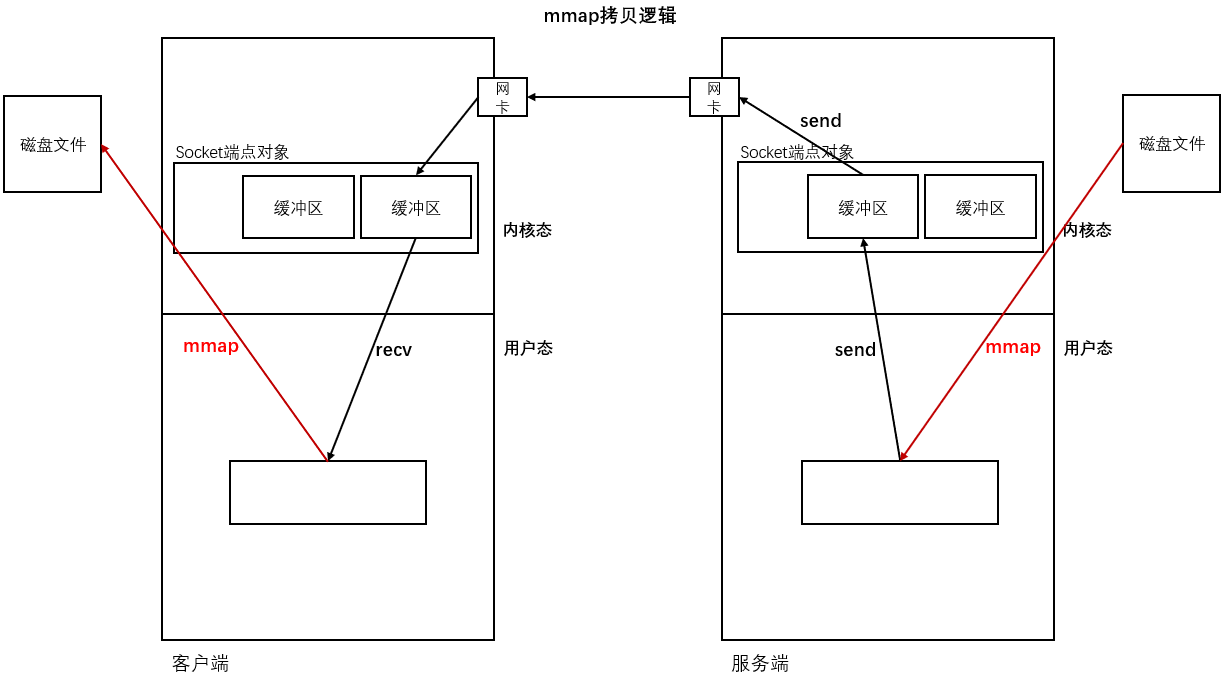 mmap拷贝逻辑
网
卡
网
卡
send
磁盘文件
磁盘文件
Socket端点对象
Socket端点对象
缓冲区
缓冲区
缓冲区
缓冲区
内核态
内核态
mmap
recv
用户态
send
mmap
用户态
客户端
服务端